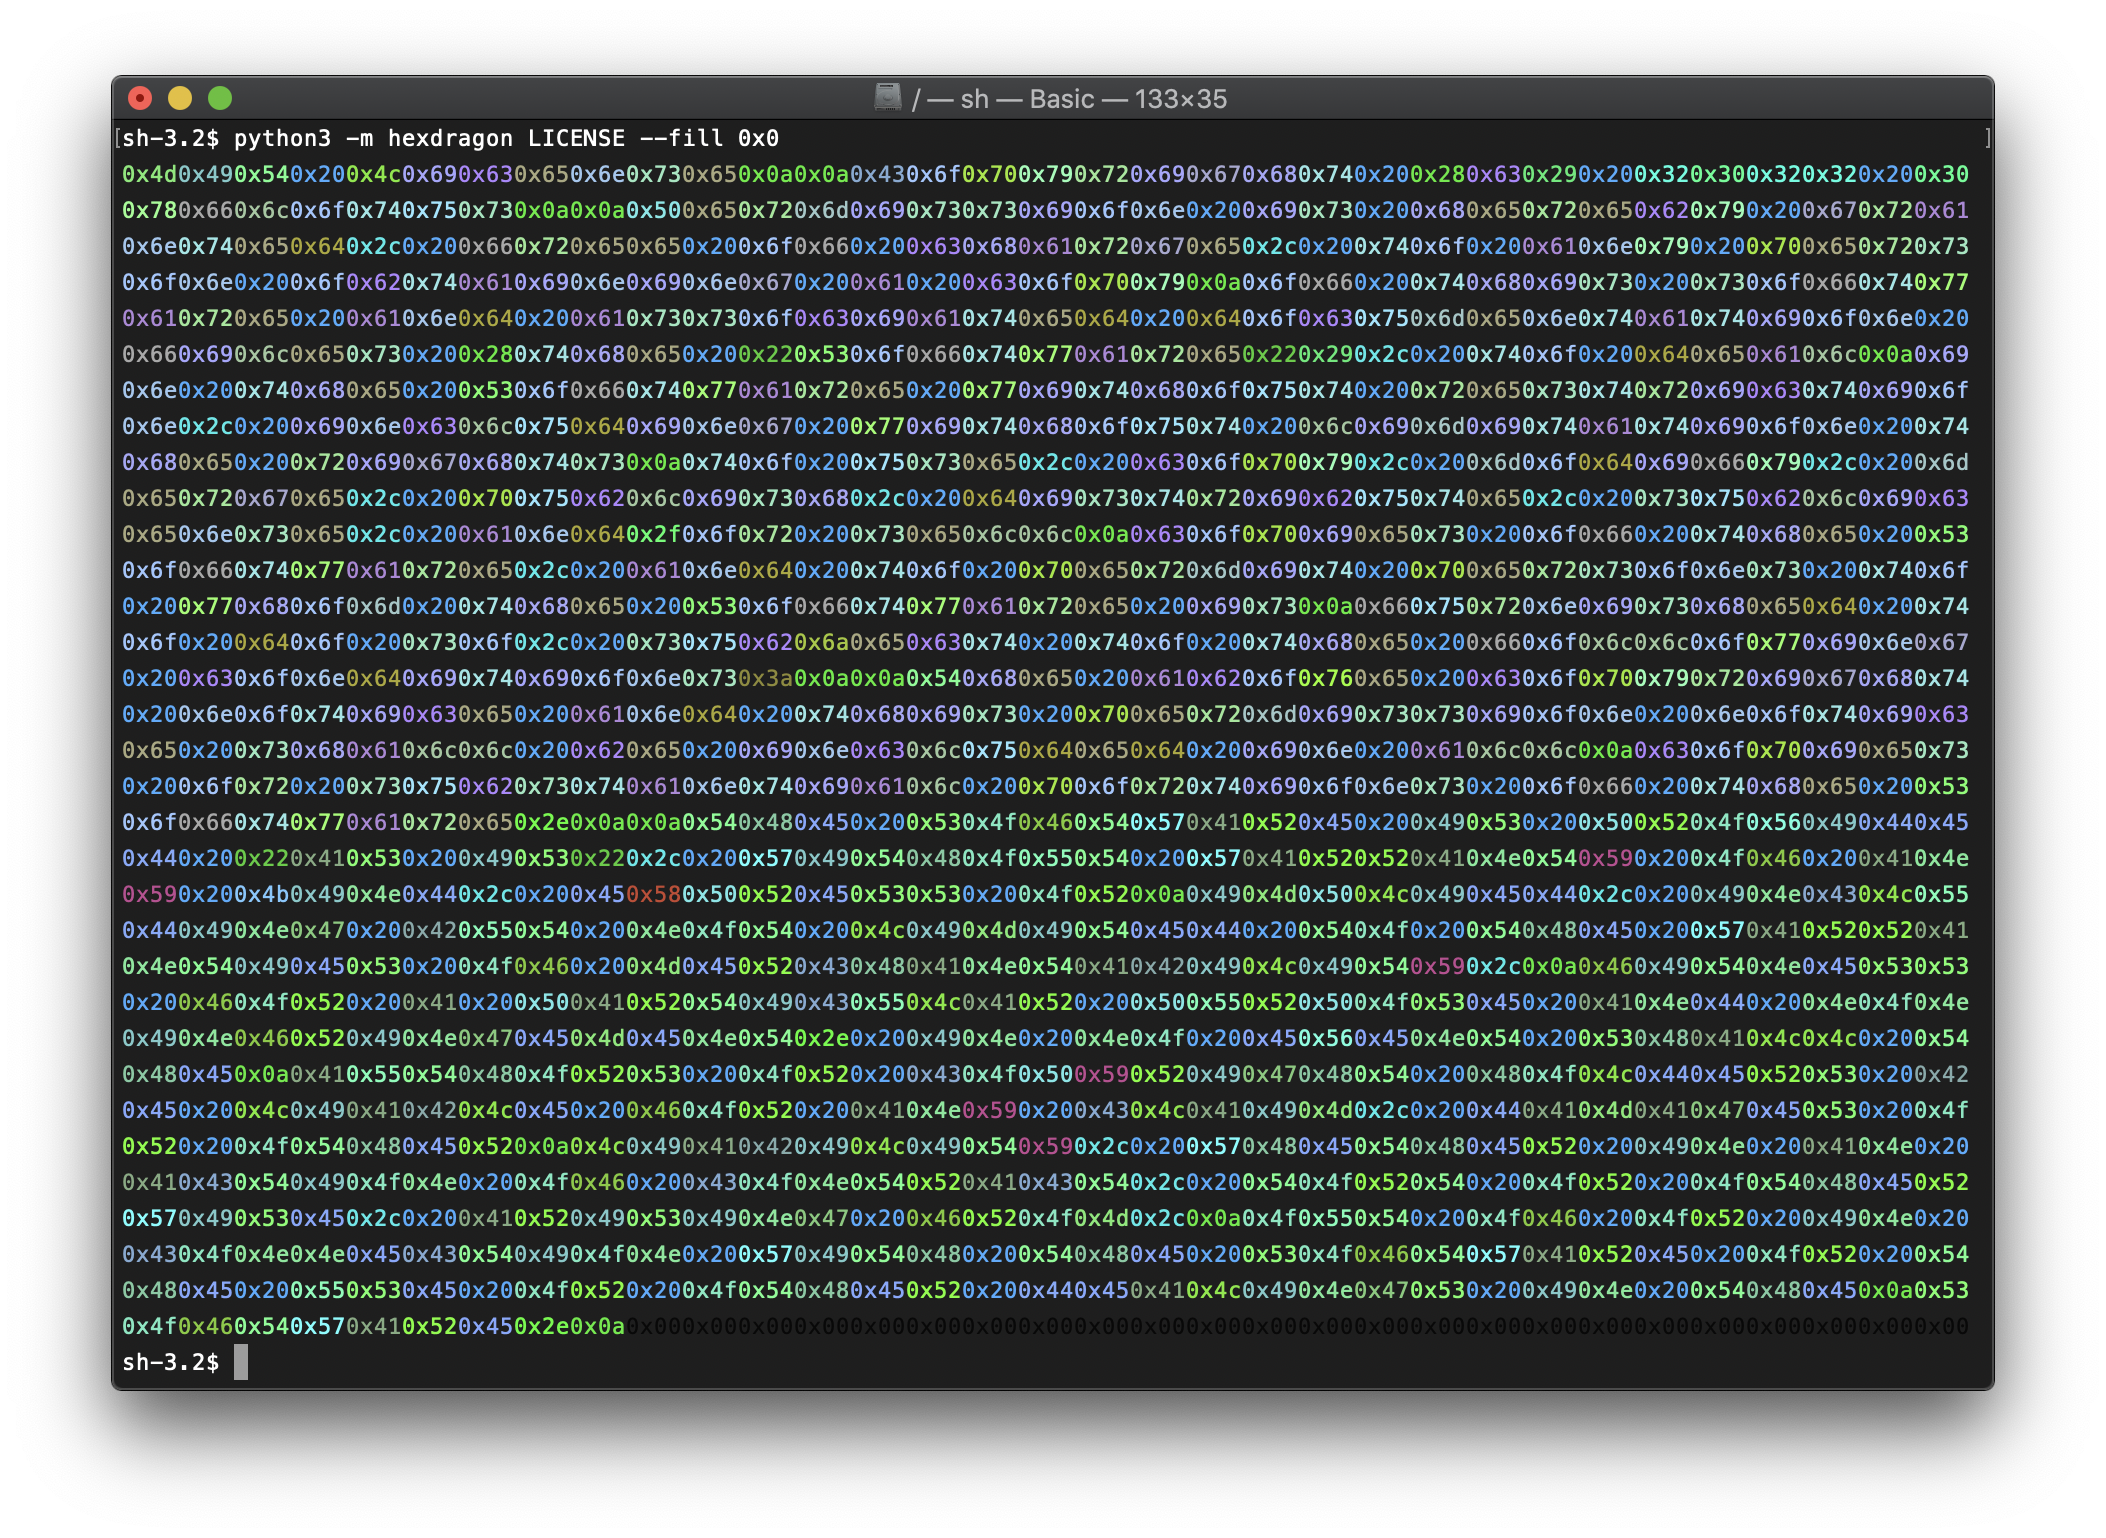 / — sh — Basic — 133×35
[sh-3.2$ python3 -m hexdragon LICENSE --fill 0x0 ]
0x4d0x490x540x200x4c0x690x630x650x6e0x730x650x0a0x0a0x430x6f0x700x790x720x690x670x680x740x200x280x630x290x200x320x300x320x320x200x30
0x780x660x6c0x6f0x740x750x730x0a0x0a0x500x650x720x6d0x690x730x730x690x6f0x6e0x200x690x730x200x680x650x720x650x620x790x200x670x720x61
0x6e0x740x650x640x2c0x200x660x720x650x650x200x6f0x660x200x630x680x610x720x670x650x2c0x200x740x6f0x200x610x6e0x790x200x700x650x720x73
0x6f0x6e0x200x6f0x620x740x610x690x6e0x690x6e0x670x200x610x200x630x6f0x700x790x0a0x6f0x660x200x740x680x690x730x200x730x6f0x660x740x77
0x610x720x650x200x610x6e0x640x200x610x730x730x6f0x630x690x610x740x650x640x200x640x6f0x630x750x6d0x650x6e0x740x610x740x690x6f0x6e0x20
0x660x690x6c0x650x730x200x280x740x680x650x200x220x530x6f0x660x740x770x610x720x650x220x290x2c0x200x740x6f0x200x640x650x610x6c0x0a0x69
0x6e0x200x740x680x650x200x530x6f0x660x740x770x610x720x650x200x770x690x740x680x6f0x750x740x200x720x650x730x740x720x690x630x740x690x6f
0x6e0x2c0x200x690x6e0x630x6c0x750x640x690x6e0x670x200x770x690x740x680x6f0x750x740x200x6c0x690x6d0x690x740x610x740x690x6f0x6e0x200x74
0x680x650x200x720x690x670x680x740x730x0a0x740x6f0x200x750x730x650x2c0x200x630x6f0x700x790x2c0x200x6d0x6f0x640x690x660x790x2c0x200x6d
0x650x720x670x650x2c0x200x700x750x620x6c0x690x730x680x2c0x200x640x690x730x740x720x690x620x750x740x650x2c0x200x730x750x620x6c0x690x63
0x650x6e0x730x650x2c0x200x610x6e0x640x2f0x6f0x720x200x730x650x6c0x6c0x0a0x630x6f0x700x690x650x730x200x6f0x660x200x740x680x650x200x53
0x6f0x660x740x770x610x720x650x2c0x200x610x6e0x640x200x740x6f0x200x700x650x720x6d0x690x740x200x700x650x720x730x6f0x6e0x730x200x740x6f
0x200x770x680x6f0x6d0x200x740x680x650x200x530x6f0x660x740x770x610x720x650x200x690x730x0a0x660x750x720x6e0x690x730x680x650x640x200x74
0x6f0x200x640x6f0x200x730x6f0x2c0x200x730x750x620x6a0x650x630x740x200x740x6f0x200x740x680x650x200x660x6f0x6c0x6c0x6f0x770x690x6e0x67
0x200x630x6f0x6e0x640x690x740x690x6f0x6e0x730x3a0x0a0x0a0x540x680x650x200x610x620x6f0x760x650x200x630x6f0x700x790x720x690x670x680x74
0x200x6e0x6f0x740x690x630x650x200x610x6e0x640x200x740x680x690x730x200x700x650x720x6d0x690x730x730x690x6f0x6e0x200x6e0x6f0x740x690x63
0x650x200x730x680x610x6c0x6c0x200x620x650x200x690x6e0x630x6c0x750x640x650x640x200x690x6e0x200x610x6c0x6c0x0a0x630x6f0x700x690x650x73
0x200x6f0x720x200x730x750x620x730x740x610x6e0x740x690x610x6c0x200x700x6f0x720x740x690x6f0x6e0x730x200x6f0x660x200x740x680x650x200x53
0x6f0x660x740x770x610x720x650x2e0x0a0x0a0x540x480x450x200x530x4f0x460x540x570x410x520x450x200x490x530x200x500x520x4f0x560x490x440x45
0x440x200x220x410x530x200x490x530x220x2c0x200x570x490x540x480x4f0x550x540x200x570x410x520x520x410x4e0x540x590x200x4f0x460x200x410x4e
0x590x200x4b0x490x4e0x440x2c0x200x450x580x500x520x450x530x530x200x4f0x520x0a0x490x4d0x500x4c0x490x450x440x2c0x200x490x4e0x430x4c0x55
0x440x490x4e0x470x200x420x550x540x200x4e0x4f0x540x200x4c0x490x4d0x490x540x450x440x200x540x4f0x200x540x480x450x200x570x410x520x520x41
0x4e0x540x490x450x530x200x4f0x460x200x4d0x450x520x430x480x410x4e0x540x410x420x490x4c0x490x540x590x2c0x0a0x460x490x540x4e0x450x530x53
0x200x460x4f0x520x200x410x200x500x410x520x540x490x430x550x4c0x410x520x200x500x550x520x500x4f0x530x450x200x410x4e0x440x200x4e0x4f0x4e
0x490x4e0x460x520x490x4e0x470x450x4d0x450x4e0x540x2e0x200x490x4e0x200x4e0x4f0x200x450x560x450x4e0x540x200x530x480x410x4c0x4c0x200x54
0x480x450x0a0x410x550x540x480x4f0x520x530x200x4f0x520x200x430x4f0x500x590x520x490x470x480x540x200x480x4f0x4c0x440x450x520x530x200x42
0x450x200x4c0x490x410x420x4c0x450x200x460x4f0x520x200x410x4e0x590x200x430x4c0x410x490x4d0x2c0x200x440x410x4d0x410x470x450x530x200x4f
0x520x200x4f0x540x480x450x520x0a0x4c0x490x410x420x490x4c0x490x540x590x2c0x200x570x480x450x540x480x450x520x200x490x4e0x200x410x4e0x20
0x410x430x540x490x4f0x4e0x200x4f0x460x200x430x4f0x4e0x540x520x410x430x540x2c0x200x540x4f0x520x540x200x4f0x520x200x4f0x540x480x450x52
0x570x490x530x450x2c0x200x410x520x490x530x490x4e0x470x200x460x520x4f0x4d0x2c0x0a0x4f0x550x540x200x4f0x460x200x4f0x520x200x490x4e0x20
0x430x4f0x4e0x4e0x450x430x540x490x4f0x4e0x200x570x490x540x480x200x540x480x450x200x530x4f0x460x540x570x410x520x450x200x4f0x520x200x54
0x480x450x200x550x530x450x200x4f0x520x200x4f0x540x480x450x520x200x440x450x410x4c0x490x4e0x470x530x200x490x4e0x200x540x480x450x0a0x53
0x4f0x460x540x570x410x520x450x2e0x0a0x000x000x000x000x000x000x000x000x000x000x000x000x000x000x000x000x000x000x000x000x000x000x000x00
sh-3.2$